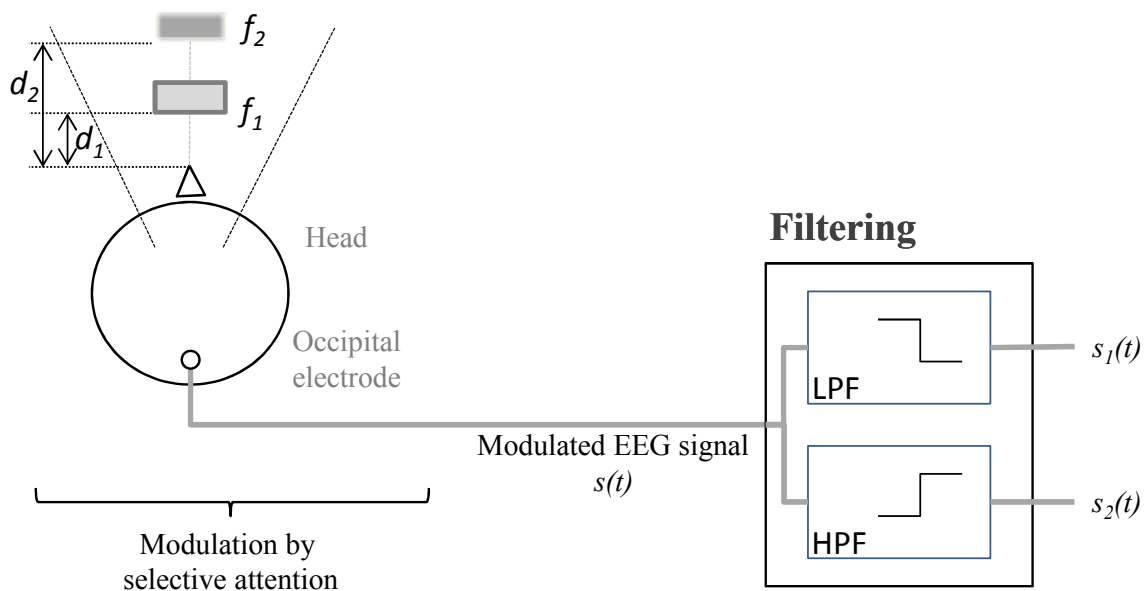 f2
d2
f1
d1
Head
Occipital
electrode
Modulation by
selective attention
Modulated EEG signal
s(t)
Filtering
LPF
s1(t)
HPF
s2(t)